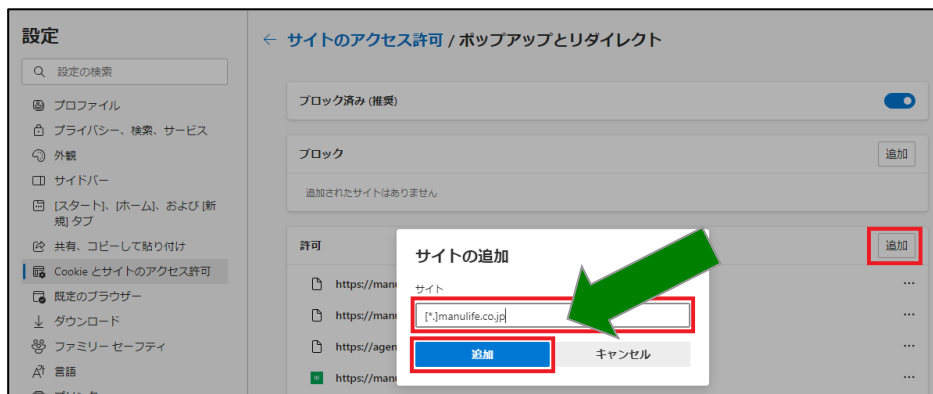 設定
設定の検索
プロファイル
プライバシー、検索、サービス
外観
サイドバー
[スタート]、[ホーム]、および [新
規] タブ
共有、コピーして貼り付け
Cookie とサイトのアクセス許可
既定のブラウザー
ダウンロード
ファミリー セーフティ
言語
← サイトのアクセス許可 / ポップアップとリダイレクト
ブロック済み (推奨)
ブロック
追加
追加されたサイトはありません
許可
追加
https://man
https://man
https://agen
https://man
サイトの追加
サイト
[*.]manulife.co.jp
追加
キャンセル